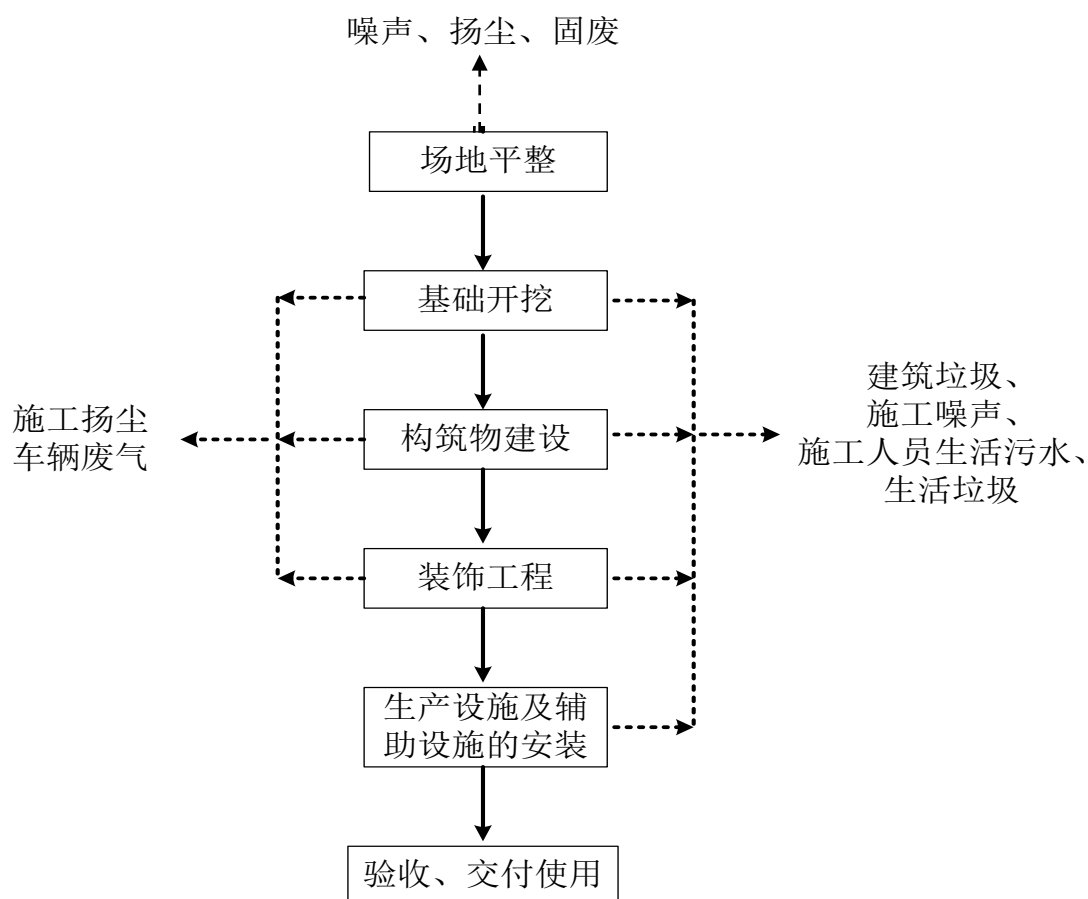 噪声、扬尘、固废
场地平整
基础开挖
施工扬尘
车辆废气
构筑物建设
建筑垃圾、
施工噪声、
施工人员生活污水、
生活垃圾
装饰工程
生产设施及辅
助设施的安装
验收、交付使用